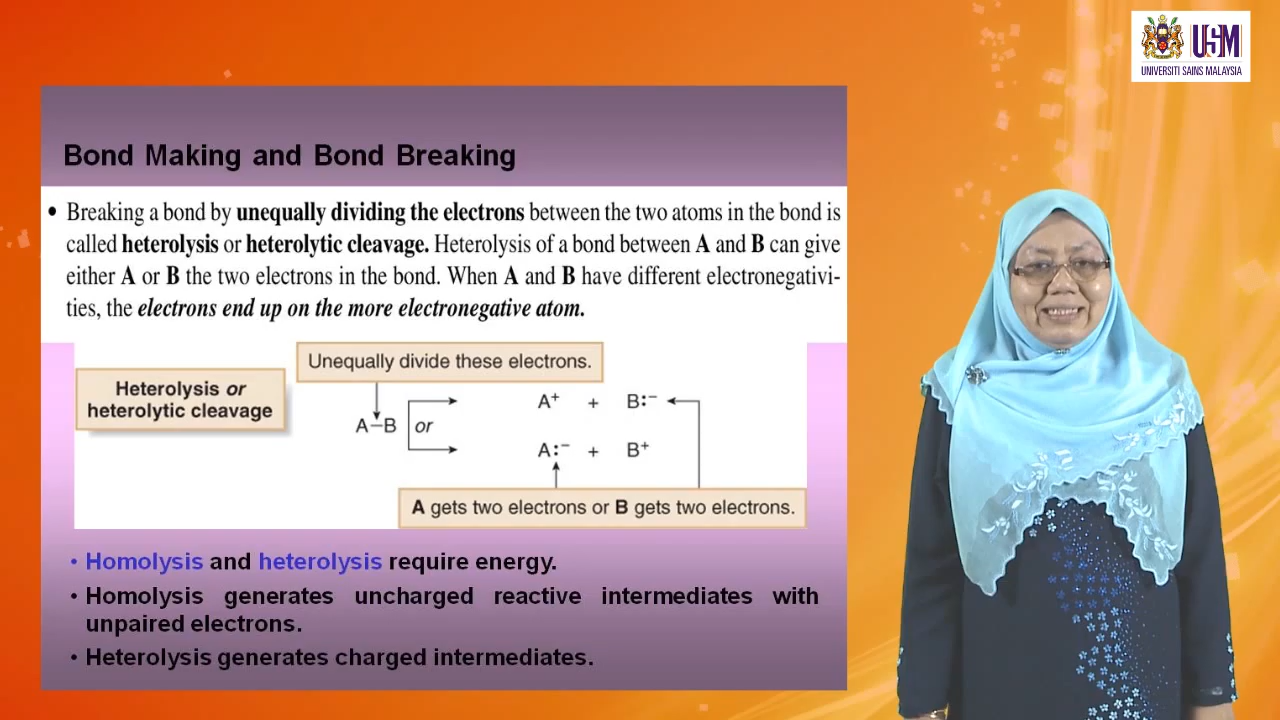 USM
UNIVERSITI SAINS MALAYSIA
Bond Making and Bond Breaking
• Breaking a bond by unequally dividing the electrons between the two atoms in the bond is
called heterolysis or heterolytic cleavage. Heterolysis of a bond between A and B can give
either A or B the two electrons in the bond. When A and B have different electronegativi-
ties, the electrons end up on the more electronegative atom.
Unequally divide these electrons.
Heterolysis or
heterolytic cleavage
A–B or
A⁺ + B:⁻
A:⁻ + B⁺
A gets two electrons or B gets two electrons.
• Homolysis and heterolysis require energy.
• Homolysis generates uncharged reactive intermediates with
unpaired electrons.
• Heterolysis generates charged intermediates.